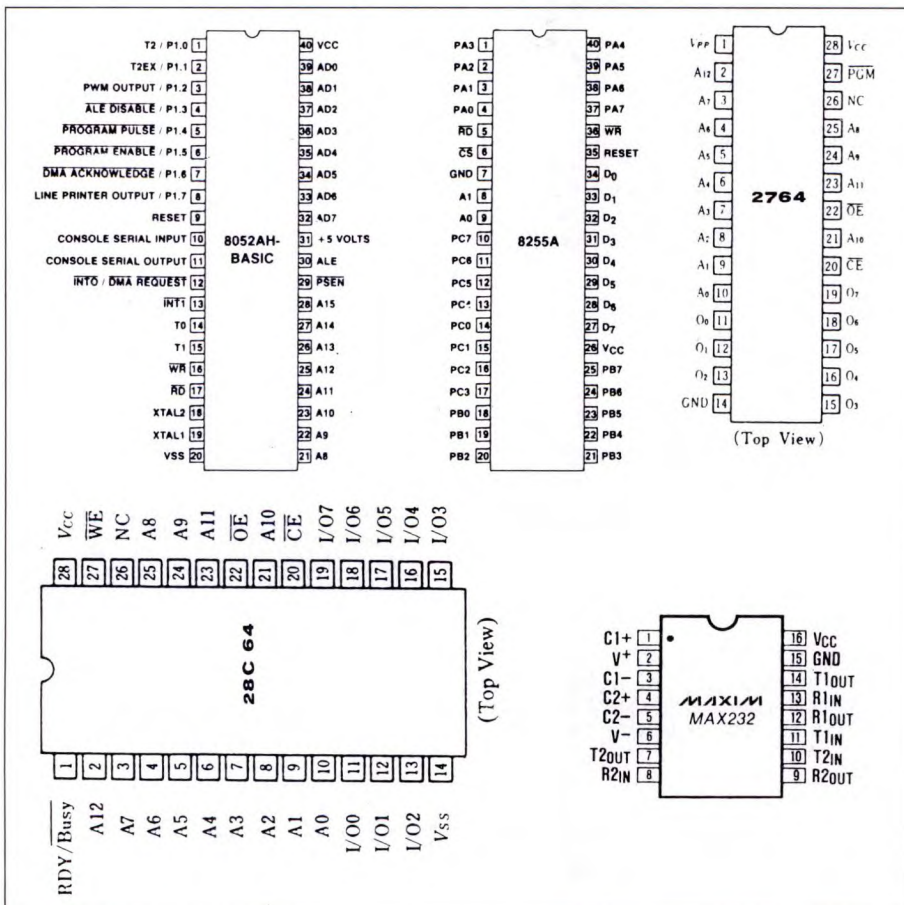 T2 / P1.0 1 40 VCC
T2EX / P1.1 2 39 AD0
PWM OUTPUT / P1.2 3 38 AD1
ALE DISABLE / P1.3 4 37 AD2
PROGRAM PULSE / P1.4 5 36 AD3
PROGRAM ENABLE / P1.5 6 35 AD4
DMA ACKNOWLEDGE / P1.6 7 34 AD5
LINE PRINTER OUTPUT / P1.7 8 33 AD6
RESET 9 32 AD7
CONSOLE SERIAL INPUT 10 31 +5 VOLTS
CONSOLE SERIAL OUTPUT 11 30 ALE
INTO / DMA REQUEST 12 29 PSEN
INT1 13 28 A15
T0 14 27 A14
T1 15 26 A13
WR 16 25 A12
RD 17 24 A11
XTAL2 18 23 A10
XTAL1 19 22 A9
VSS 20 21 A8
8052AH-
BASIC
PA3 1 40 PA4
PA2 2 39 PA5
PA1 3 38 PA6
PA0 4 37 PA7
RD 5 36 WR
CS 6 35 RESET
GND 7 34 D0
A1 8 33 D1
A0 9 32 D2
PC7 10 31 D3
PC6 11 30 D4
PC5 12 29 D5
PC4 13 28 D6
PC0 14 27 D7
PC1 15 26 VCC
PC2 16 25 PB7
PC3 17 24 PB6
PB0 18 23 PB5
PB1 19 22 PB4
PB2 20 21 PB3
8255A
VPP 1 28 VCC
A12 2 27 PGM
A7 3 26 NC
A6 4 25 A8
A5 5 24 A9
A4 6 23 A11
A3 7 22 OE
A2 8 21 A10
A1 9 20 CE
A0 10 19 O7
O0 11 18 O6
O1 12 17 O5
O2 13 16 O4
GND 14 15 O3
2764
(Top View)
VCC WE NC A8 A9 A11 OE A10 CE I/O7 I/O6 I/O5 I/O4 I/O3
28 27 26 25 24 23 22 21 20 19 18 17 16 15
28C 64
(Top View)
1 2 3 4 5 6 7 8 9 10 11 12 13 14
RDY/Busy A12 A7 A6 A5 A4 A3 A2 A1 A0 I/O0 I/O1 I/O2 VSS
C1+ 1 16 VCC
V+ 2 15 GND
C1- 3 14 T1OUT
C2+ 4 13 R1IN
C2- 5 12 R1OUT
V- 6 11 T1IN
T2OUT 7 10 T2IN
R2IN 8 9 R2OUT
MAXIM
MAX232